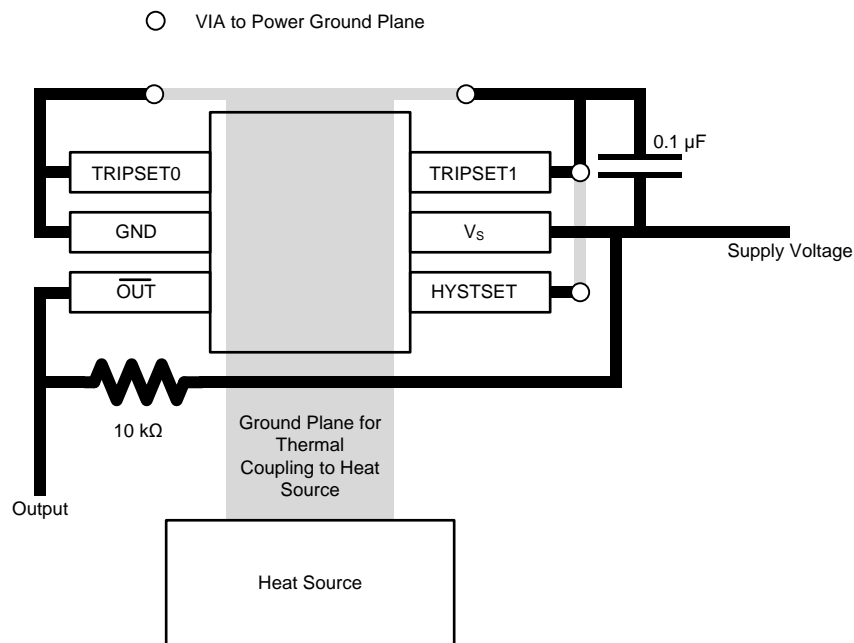 VIA to Power Ground Plane
0.1 µF
TRIPSET0
TRIPSET1
GND
VS
Supply Voltage
OUT
HYSTSET
10 kΩ
Ground Plane for
Thermal
Coupling to Heat
Source
Output
Heat Source